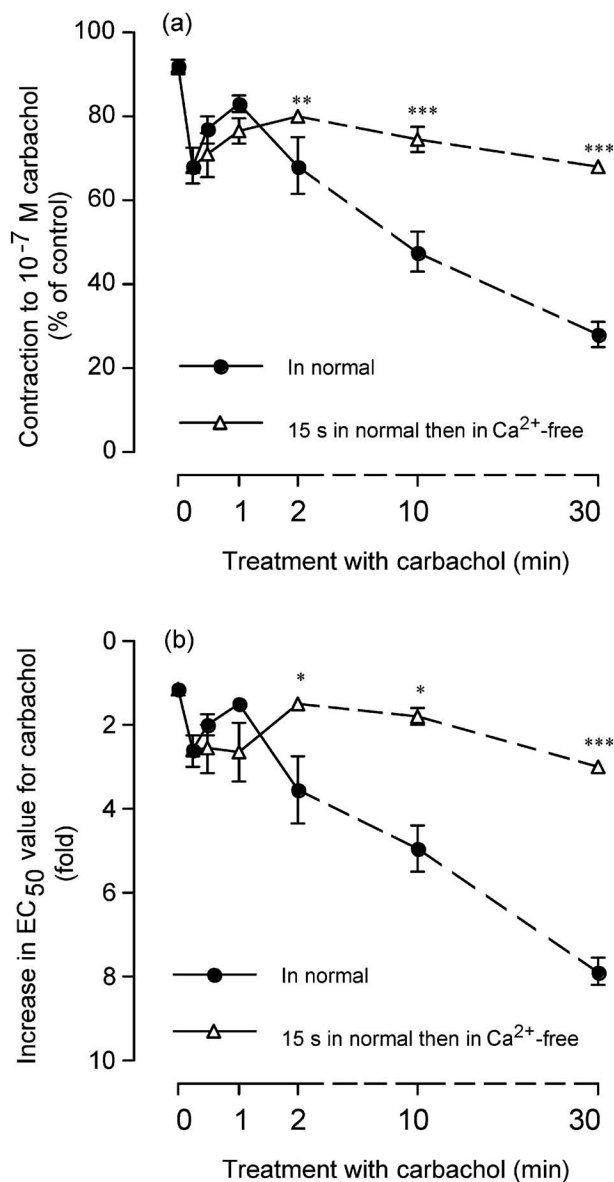 (a)
Contraction to 10⁻⁷ M carbachol
(% of control)
100
80
60
40
20
0
**
***
***
In normal
15 s in normal then in Ca²⁺-free
0 1 2 10 30
Treatment with carbachol (min)
(b)
Increase in EC₅₀ value for carbachol
(fold)
0
2
4
6
8
10
*
*
***
In normal
15 s in normal then in Ca²⁺-free
0 1 2 10 30
Treatment with carbachol (min)